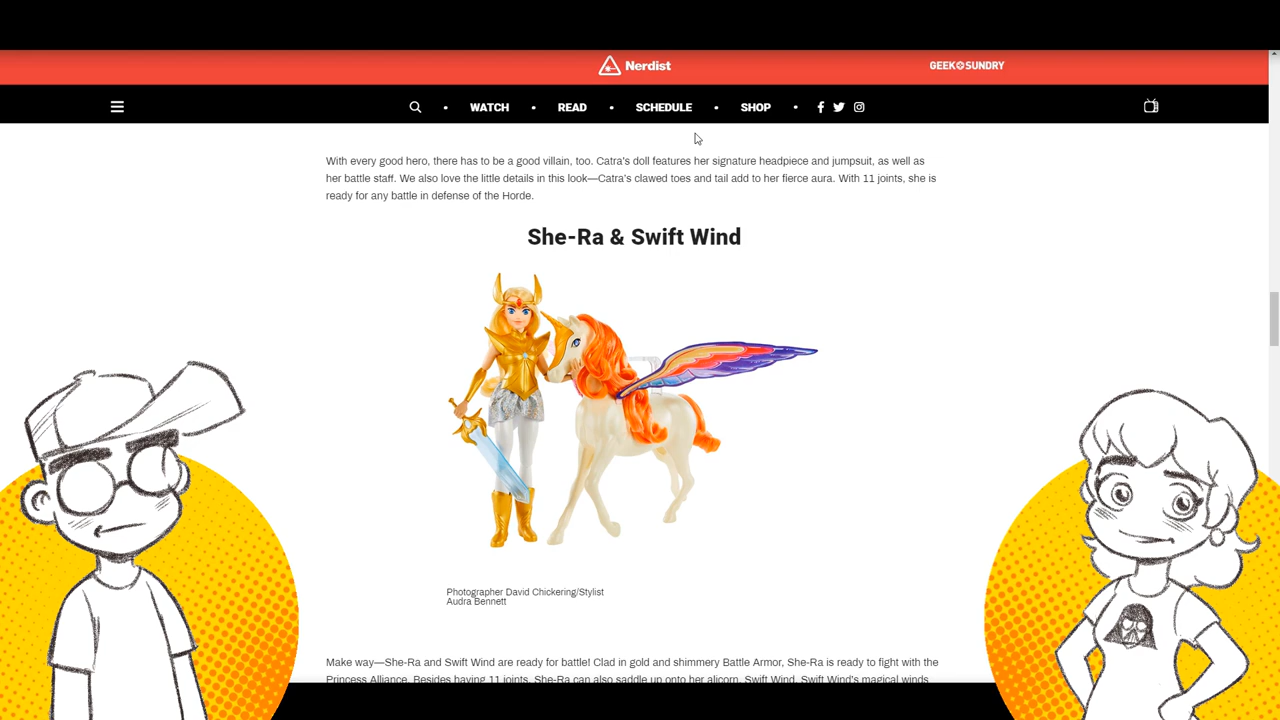 Nerdist
GEEK SUNDRY
WATCH • READ • SCHEDULE • SHOP •
With every good hero, there has to be a good villain, too. Catra's doll features her signature headpiece and jumpsuit, as well as
her battle staff. We also love the little details in this look—Catra's clawed toes and tail add to her fierce aura. With 11 joints, she is
ready for any battle in defense of the Horde.
She-Ra & Swift Wind
Photographer David Chickering/Stylist
Audra Bennett
Make way—She-Ra and Swift Wind are ready for battle! Clad in gold and shimmery Battle Armor, She-Ra is ready to fight with the
Princess Alliance. Besides having 11 joints, She-Ra can also saddle up onto her alicorn, Swift Wind. Swift Wind's magical winds